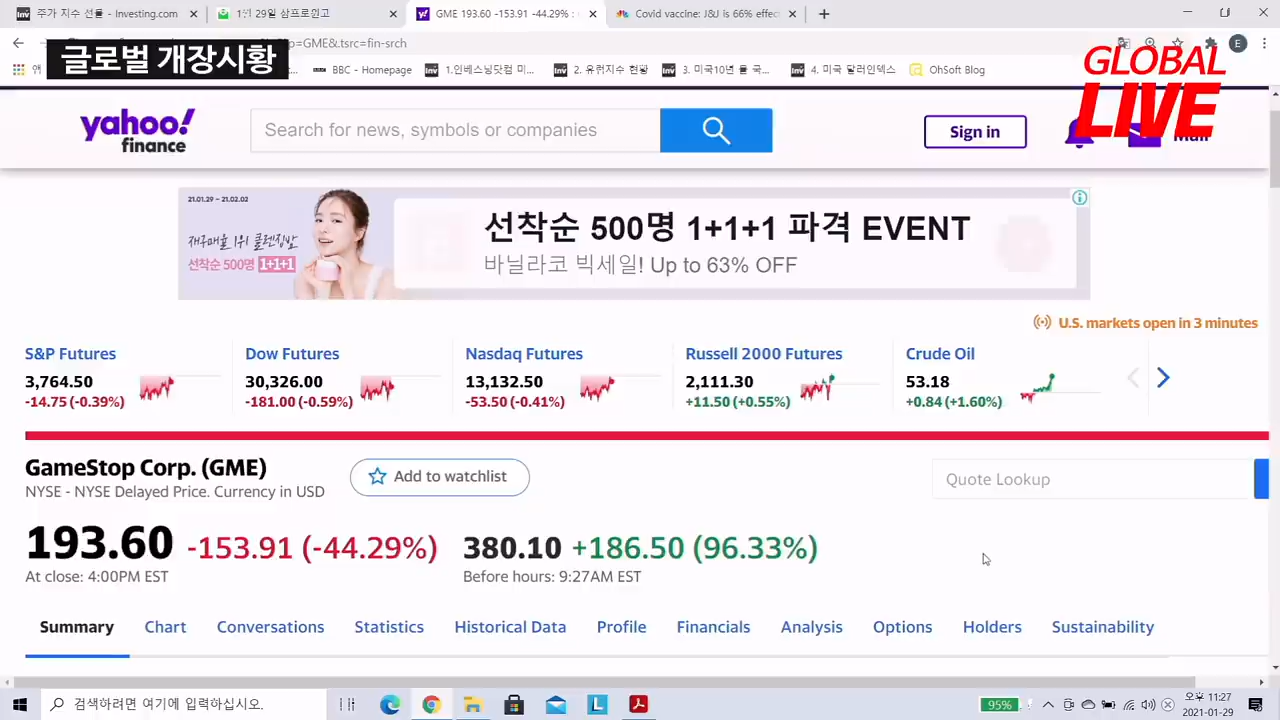 주가 지수 선물 - Investing.com
1월 29일 삼프로원고
GME 193.60 -153.91 -44.29% :
Covid vaccine: J&J's 66% effec
글로벌 개장시황
p=GME&.tsrc=fin-srch
E
GLOBAL
LIVE
BBC - Homepage
1.인베스팅닷컴 미...
2. 유럽지수 현황
3. 미국10년 물 국...
4. 미국 달러인덱스
OhSoft Blog
yahoo!
finance
Search for news, symbols or companies
Sign in
Mail
21.01.29 ~ 21.02.02
재구매율 1위 클렌징밤
선착순 500명 1+1+1
선착순 500명 1+1+1 파격 EVENT
바닐라코 빅세일! Up to 63% OFF
U.S. markets open in 3 minutes
S&P Futures
3,764.50
-14.75 (-0.39%)
Dow Futures
30,326.00
-181.00 (-0.59%)
Nasdaq Futures
13,132.50
-53.50 (-0.41%)
Russell 2000 Futures
2,111.30
+11.50 (+0.55%)
Crude Oil
53.18
+0.84 (+1.60%)
GameStop Corp. (GME)
NYSE - NYSE Delayed Price. Currency in USD
Add to watchlist
Quote Lookup
193.60 -153.91 (-44.29%)
At close: 4:00PM EST
380.10 +186.50 (96.33%)
Before hours: 9:27AM EST
Summary
Chart
Conversations
Statistics
Historical Data
Profile
Financials
Analysis
Options
Holders
Sustainability
검색하려면 여기에 입력하십시오.
95%
오후 11:27
2021-01-29